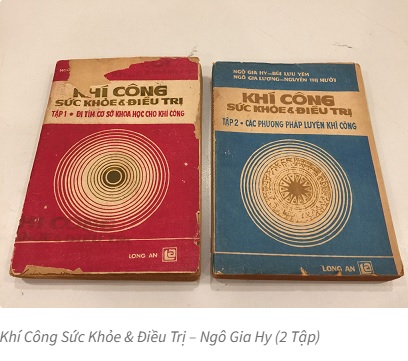 KHÍ CÔNG
SỨC KHỎE & ĐIỀU TRỊ
TẬP 1 • ĐI TÌM CƠ SỞ KHOA HỌC CHO KHÍ CÔNG
LONG AN
NGÔ GIA HY - BÙI LƯU YÊM
NGÔ GIA LƯƠNG - NGUYỄN THỊ MƯỜI
KHÍ CÔNG
SỨC KHỎE & ĐIỀU TRỊ
TẬP 2 • CÁC PHƯƠNG PHÁP LUYỆN KHÍ CÔNG
LONG AN
Khí Công Sức Khỏe & Điều Trị – Ngô Gia Hy (2 Tập)